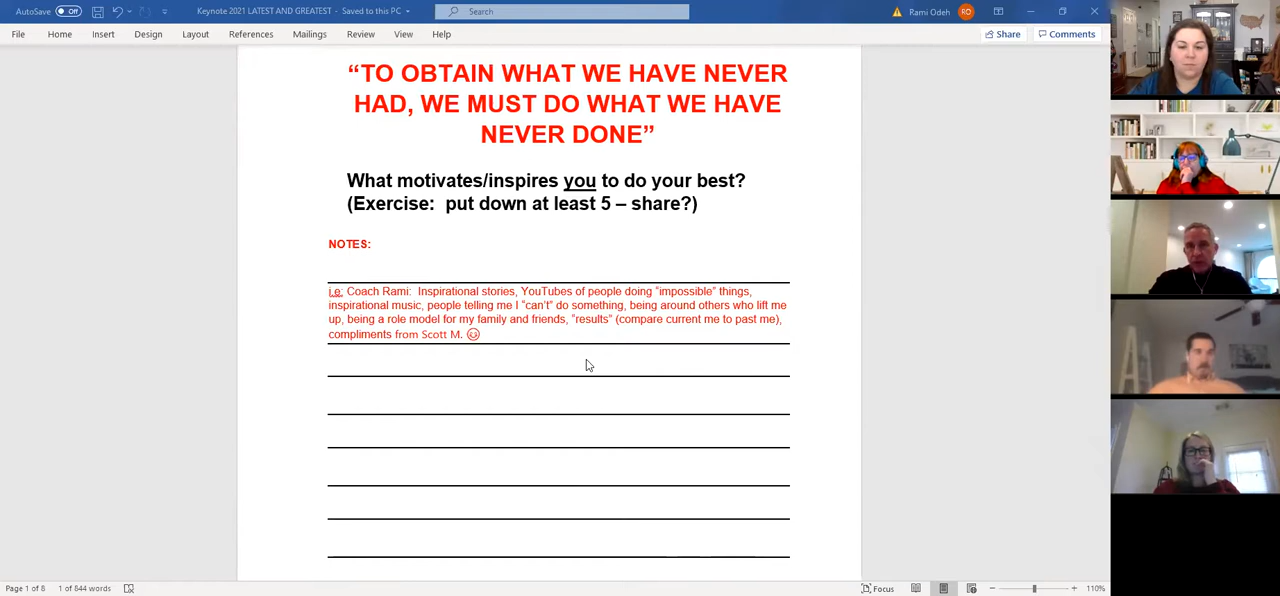 AutoSave Off
Keynote 2021 LATEST AND GREATEST - Saved to this PC
Search
Rami Odeh
RO
File Home Insert Design Layout References Mailings Review View Help
Share Comments
“TO OBTAIN WHAT WE HAVE NEVER
HAD, WE MUST DO WHAT WE HAVE
NEVER DONE”
What motivates/inspires you to do your best?
(Exercise: put down at least 5 – share?)
NOTES:
i.e: Coach Rami: Inspirational stories, YouTubes of people doing “impossible” things,
inspirational music, people telling me I “can’t” do something, being around others who lift me
up, being a role model for my family and friends, “results” (compare current me to past me),
compliments from Scott M. ☺
Page 1 of 8 1 of 844 words
Focus
110%